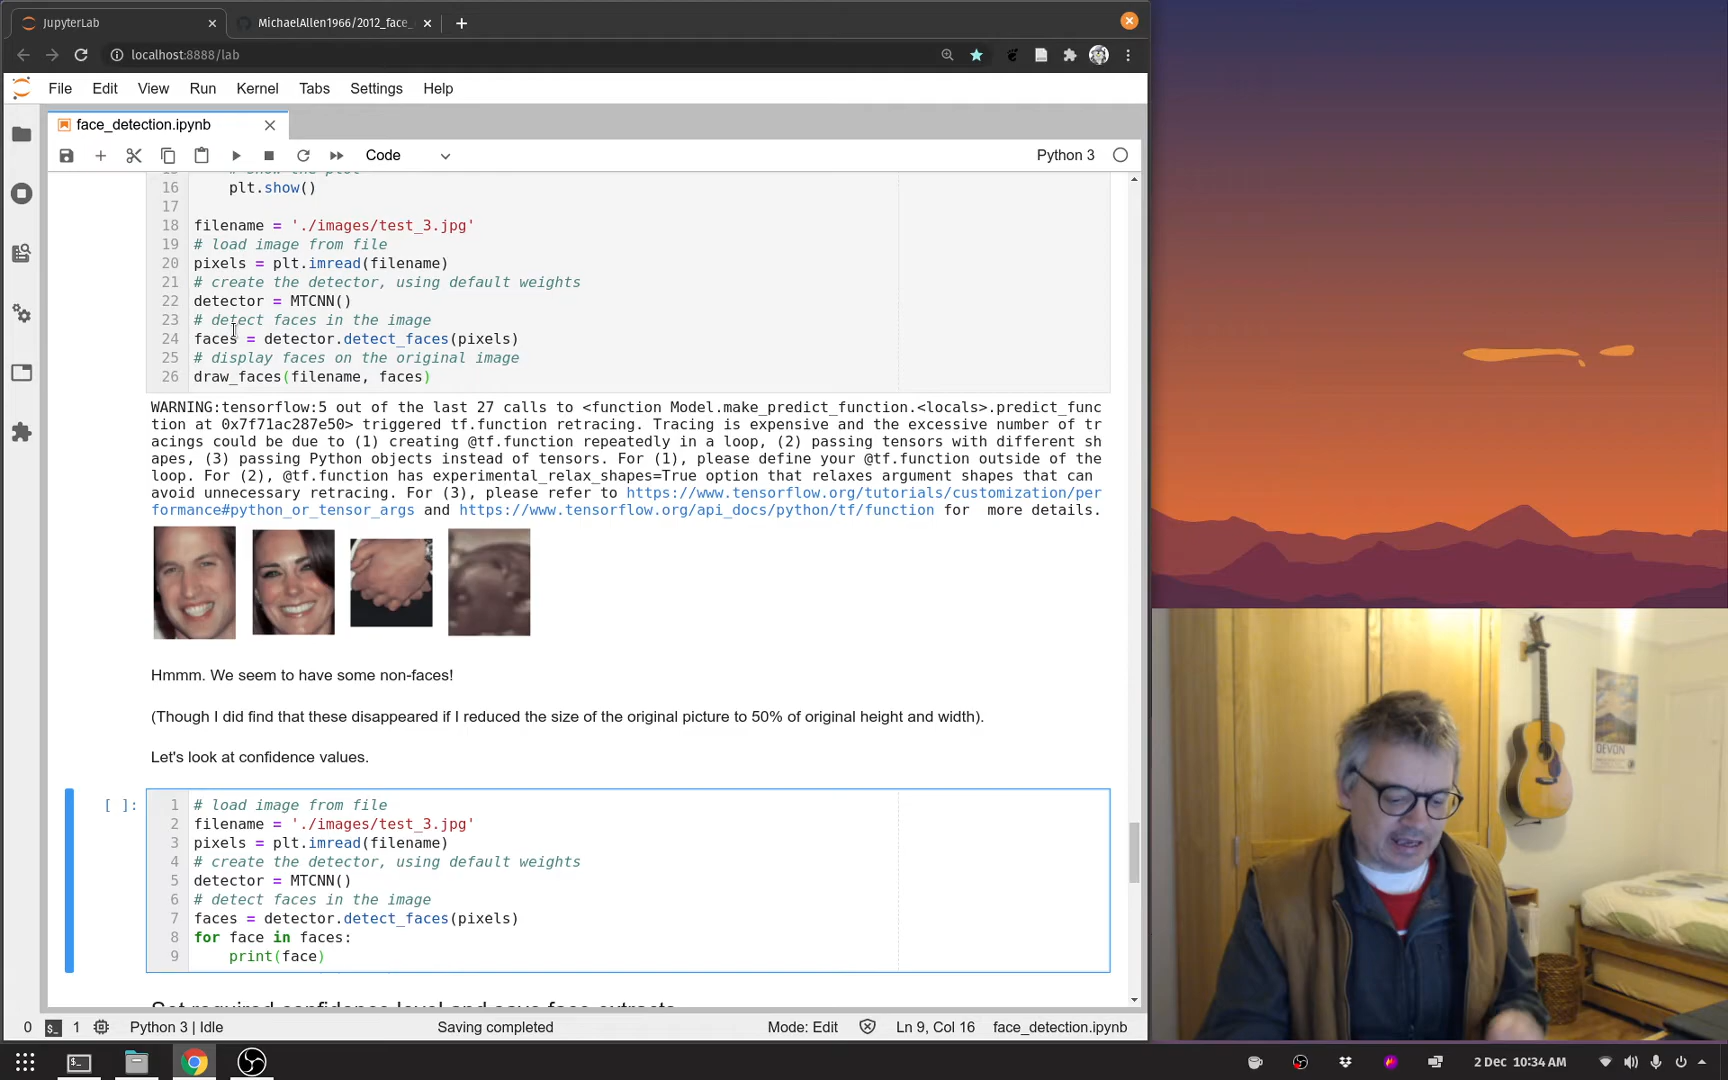 JupyterLab
MichaelAllen1966/2012_face_
localhost:8888/lab
File Edit View Run Kernel Tabs Settings Help
face_detection.ipynb
Code
Python 3
15 # show the plot
16 plt.show()
17
18 filename = './images/test_3.jpg'
19 # load image from file
20 pixels = plt.imread(filename)
21 # create the detector, using default weights
22 detector = MTCNN()
23 # detect faces in the image
24 faces = detector.detect_faces(pixels)
25 # display faces on the original image
26 draw_faces(filename, faces)
WARNING:tensorflow:5 out of the last 27 calls to <function Model.make_predict_function.<locals>.predict_func
tion at 0x7f71ac287e50> triggered tf.function retracing. Tracing is expensive and the excessive number of tr
acings could be due to (1) creating @tf.function repeatedly in a loop, (2) passing tensors with different sh
apes, (3) passing Python objects instead of tensors. For (1), please define your @tf.function outside of the
loop. For (2), @tf.function has experimental_relax_shapes=True option that relaxes argument shapes that can
avoid unnecessary retracing. For (3), please refer to https://www.tensorflow.org/tutorials/customization/per
formance#python_or_tensor_args and https://www.tensorflow.org/api_docs/python/tf/function for more details.
Hmmm. We seem to have some non-faces!
(Though I did find that these disappeared if I reduced the size of the original picture to 50% of original height and width).
Let's look at confidence values.
[ ]:
1 # load image from file
2 filename = './images/test_3.jpg'
3 pixels = plt.imread(filename)
4 # create the detector, using default weights
5 detector = MTCNN()
6 # detect faces in the image
7 faces = detector.detect_faces(pixels)
8 for face in faces:
9 print(face)
Set required confidence level and save face extracts
0 1 Python 3 | Idle Saving completed Mode: Edit Ln 9, Col 16 face_detection.ipynb
2 Dec 10:34 AM
DEVON